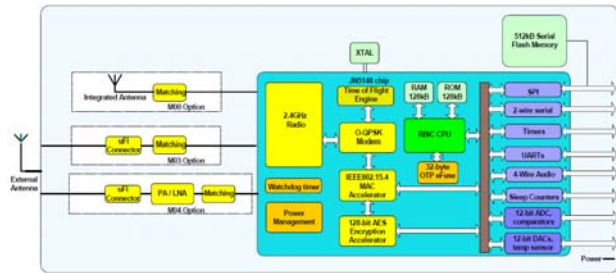 512kB Serial
Flash Memory
XTAL
JN5148 chip
Time of Flight
Engine
RAM
128kB
ROM
128kB
SPI
Matching
Integrated Antenna
M00 Option
2.4GHz
Radio
2-wire serial
O-QPSK
Modem
RISC CPU
Timers
uFl
Connector
Matching
M03 Option
UARTs
32-byte
OTP eFuse
External
Antenna
IEEE802.15.4
MAC
Accelerator
4-Wire Audio
uFl
Connector
PA / LNA
Matching
M04 Option
Watchdog timer
Sleep Counters
Power
Management
128-bit AES
Encryption
Accelerator
12-bit ADC,
comparators
12-bit DACs,
temp sensor
Power